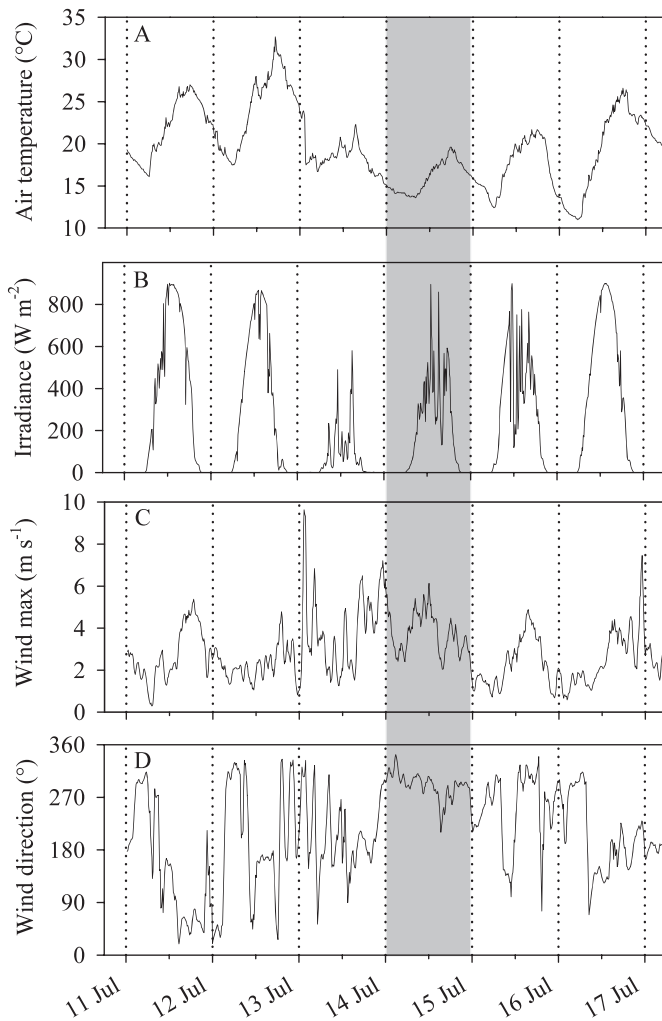 A
Air temperature (°C)
35
30
25
20
15
10
B
Irradiance (W m-2)
800
600
400
200
0
C
Wind max (m s-1)
10
8
6
4
2
0
D
Wind direction (°)
360
270
180
90
0
11 Jul
12 Jul
13 Jul
14 Jul
15 Jul
16 Jul
17 Jul